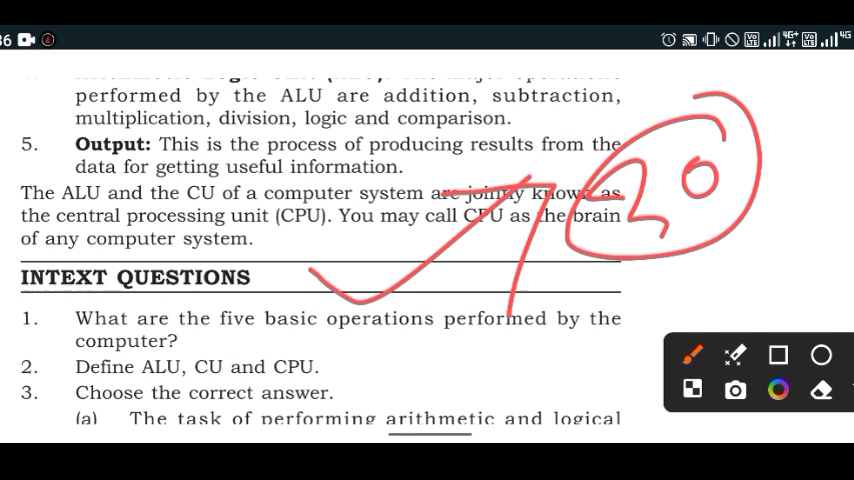 36
performed by the ALU are addition, subtraction,
multiplication, division, logic and comparison.
5. Output: This is the process of producing results from the
data for getting useful information.
The ALU and the CU of a computer system are jointly known as
the central processing unit (CPU). You may call CPU as the brain
of any computer system.
20
INTEXT QUESTIONS
1. What are the five basic operations performed by the
computer?
2. Define ALU, CU and CPU.
3. Choose the correct answer.
(a) The task of performing arithmetic and logical